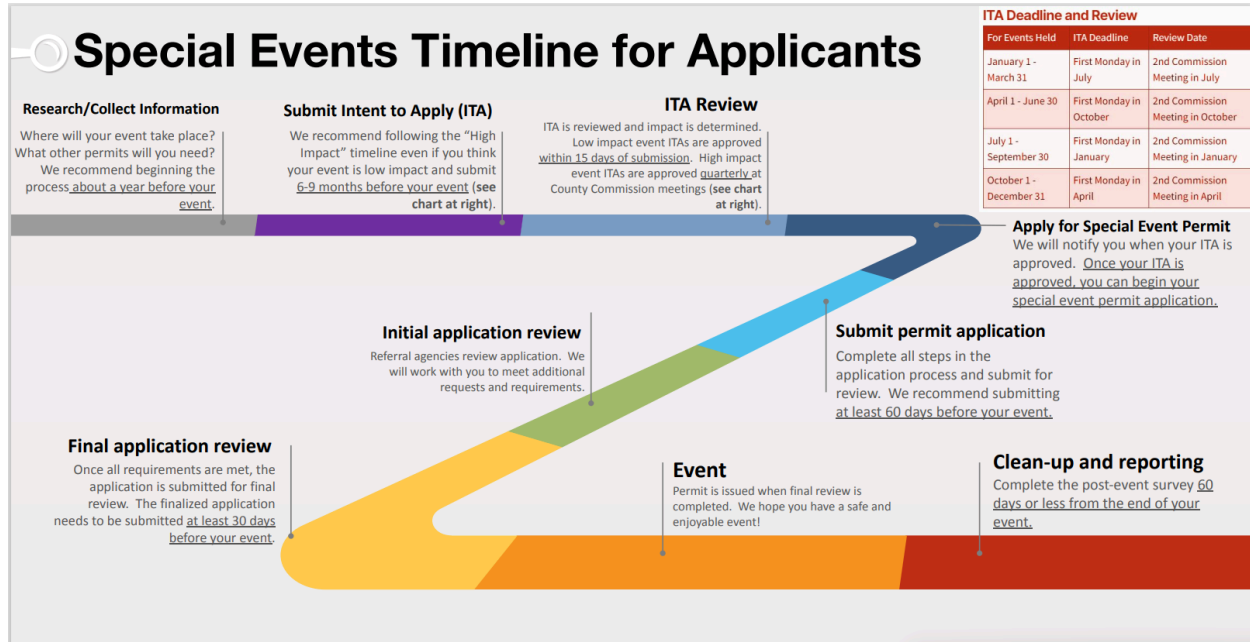 Special Events Timeline for Applicants
ITA Deadline and Review
For Events Held
ITA Deadline
Review Date
January 1 -
March 31
First Monday in
July
2nd Commission
Meeting in July
April 1 - June 30
First Monday in
October
2nd Commission
Meeting in October
July 1 -
September 30
First Monday in
January
2nd Commission
Meeting in January
October 1 -
December 31
First Monday in
April
2nd Commission
Meeting in April
Research/Collect Information
Where will your event take place?
What other permits will you need?
We recommend beginning the
process about a year before your
event.
Submit Intent to Apply (ITA)
We recommend following the “High
Impact” timeline even if you think
your event is low impact and submit
6-9 months before your event (see
chart at right).
ITA Review
ITA is reviewed and impact is determined.
Low impact event ITAs are approved
within 15 days of submission. High impact
event ITAs are approved quarterly at
County Commission meetings (see chart
at right).
Apply for Special Event Permit
We will notify you when your ITA is
approved. Once your ITA is
approved, you can begin your
special event permit application.
Submit permit application
Complete all steps in the
application process and submit for
review. We recommend submitting
at least 60 days before your event.
Initial application review
Referral agencies review application. We
will work with you to meet additional
requests and requirements.
Final application review
Once all requirements are met, the
application is submitted for final
review. The finalized application
needs to be submitted at least 30 days
before your event.
Event
Permit is issued when final review is
completed. We hope you have a safe and
enjoyable event!
Clean-up and reporting
Complete the post-event survey 60
days or less from the end of your
event.